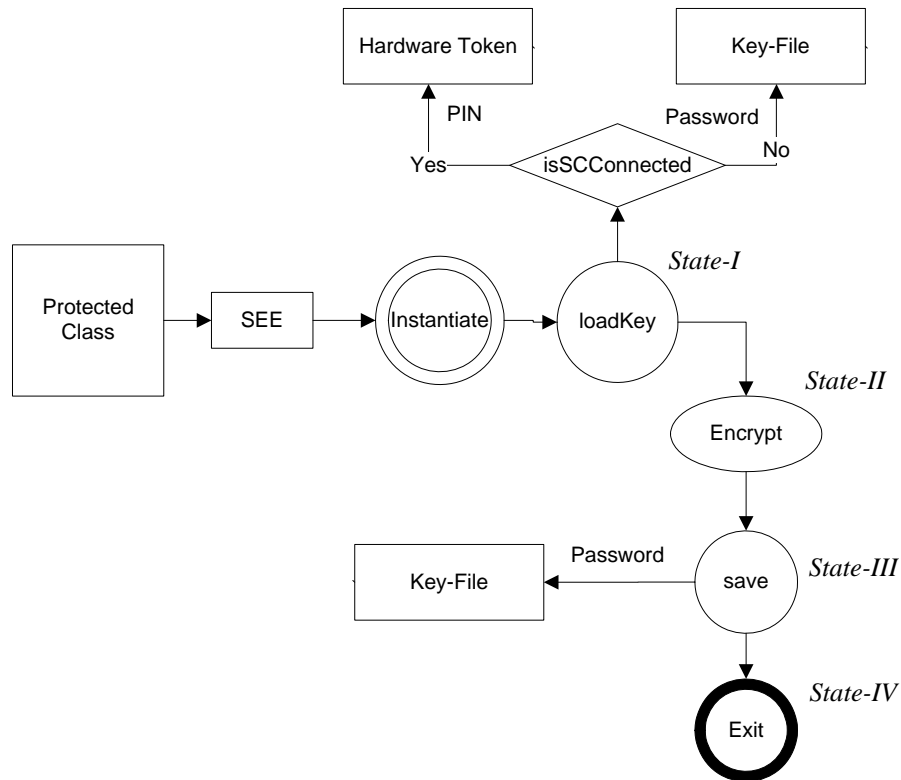 Hardware Token
Key-File
PIN
Password
Yes
isSCConnected
No
State-I
Protected
Class
SEE
Instantiate
loadKey
State-II
Encrypt
Password
Key-File
save
State-III
State-IV
Exit